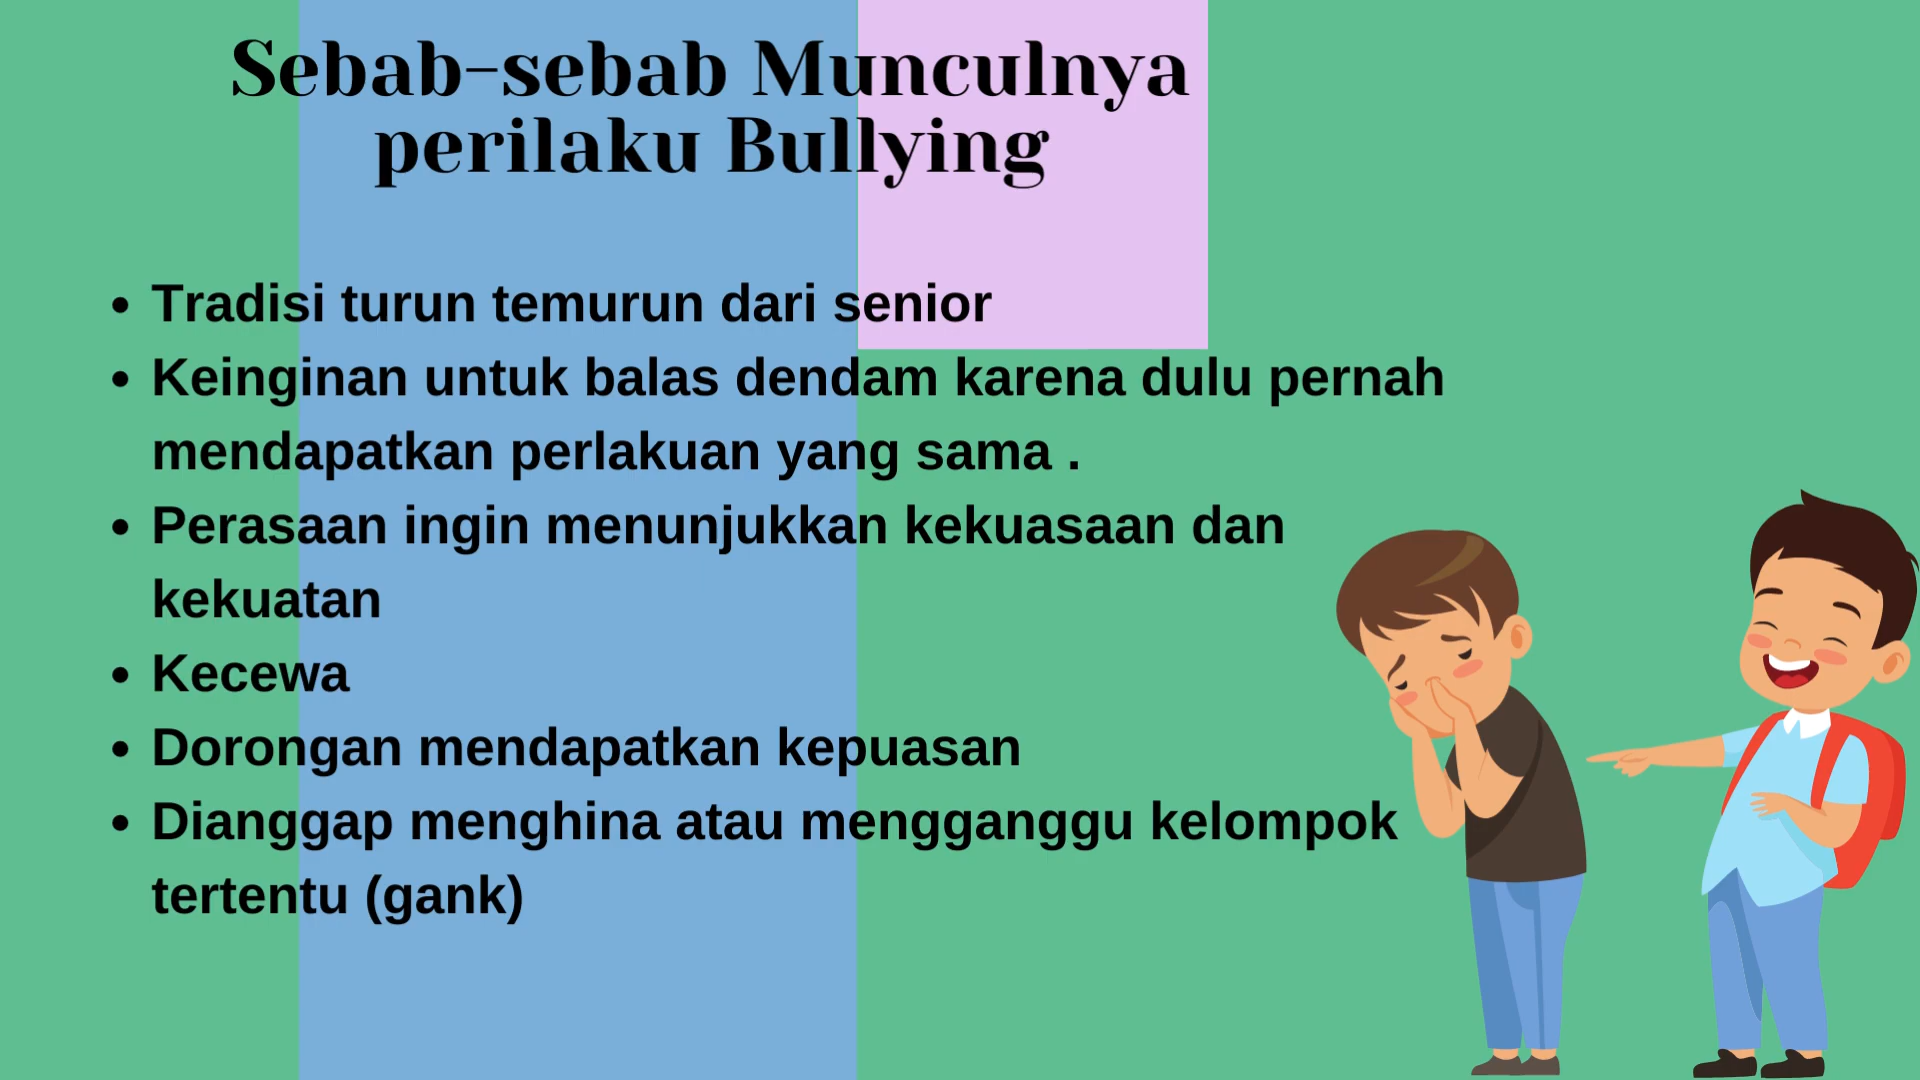 Sebab-sebab Munculnya
perilaku Bullying
• Tradisi turun temurun dari senior
• Keinginan untuk balas dendam karena dulu pernah
mendapatkan perlakuan yang sama .
• Perasaan ingin menunjukkan kekuasaan dan
kekuatan
• Kecewa
• Dorongan mendapatkan kepuasan
• Dianggap menghina atau mengganggu kelompok
tertentu (gank)